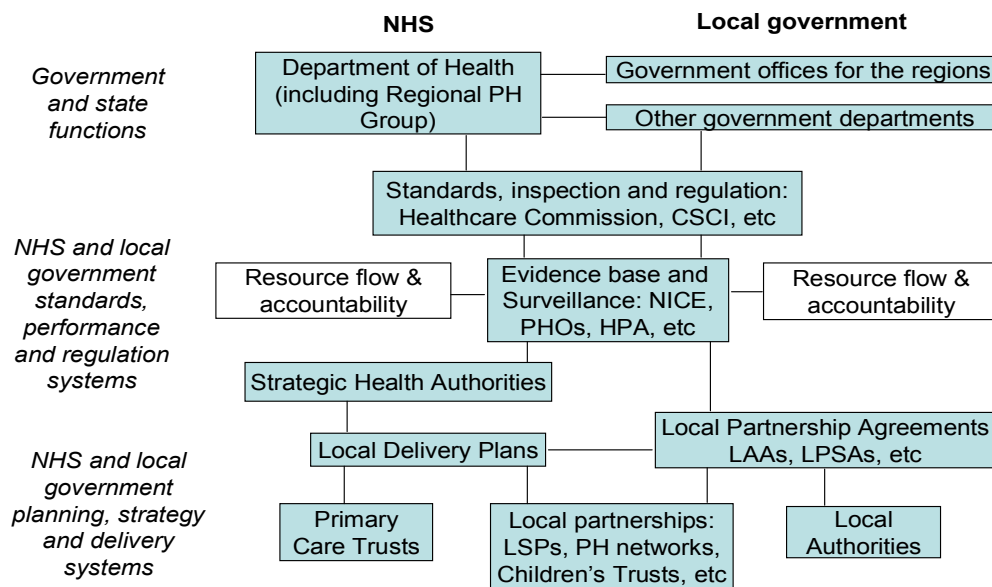 NHS
Local government
Government
and state
functions
Department of Health
(including Regional PH
Group)
Government offices for the regions
Other government departments
Standards, inspection and regulation:
Healthcare Commission, CSCI, etc
NHS and local
government
standards,
performance
and regulation
systems
Resource flow &
accountability
Evidence base and
Surveillance: NICE,
PHOs, HPA, etc
Resource flow &
accountability
Strategic Health Authorities
NHS and local
government
planning, strategy
and delivery
systems
Local Delivery Plans
Local Partnership Agreements
LAAs, LPSAs, etc
Primary
Care Trusts
Local partnerships:
LSPs, PH networks,
Children's Trusts, etc
Local
Authorities